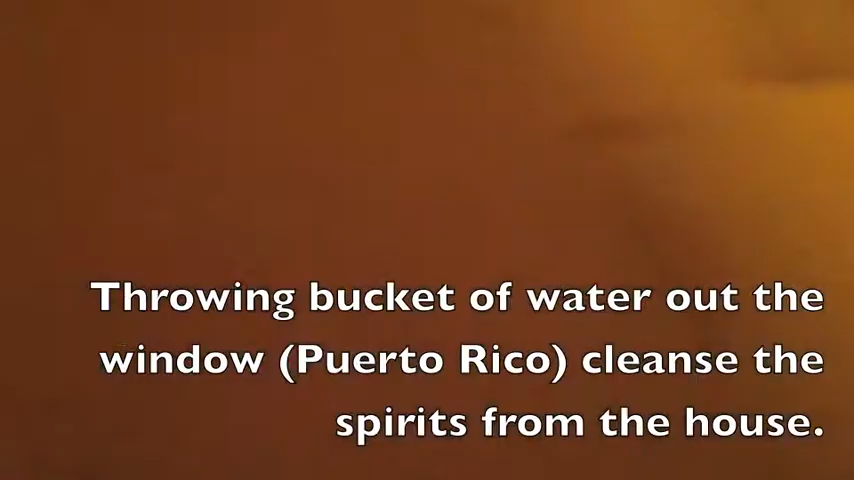 Throwing bucket of water out the
window (Puerto Rico) cleanse the
spirits from the house.